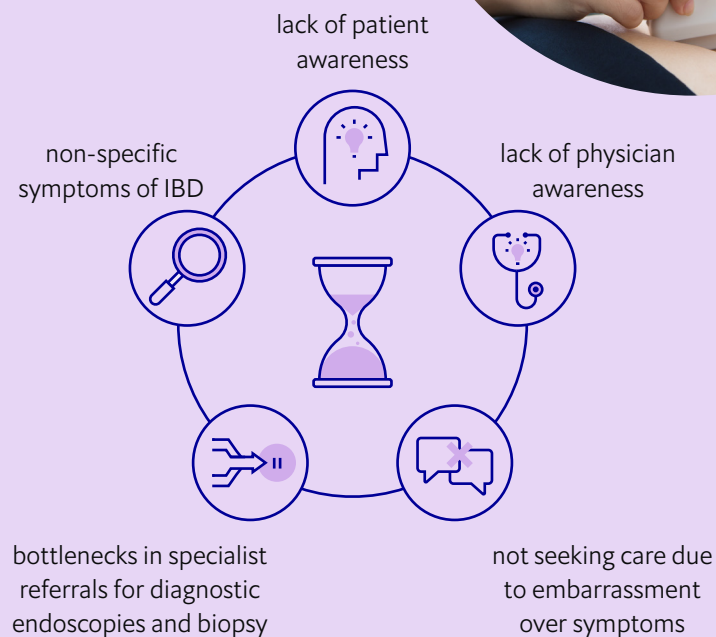 lack of patient
awareness
non-specific
symptoms of IBD
lack of physician
awareness
bottlenecks in specialist
referrals for diagnostic
endoscopies and biopsy
not seeking care due
to embarrassment
over symptoms